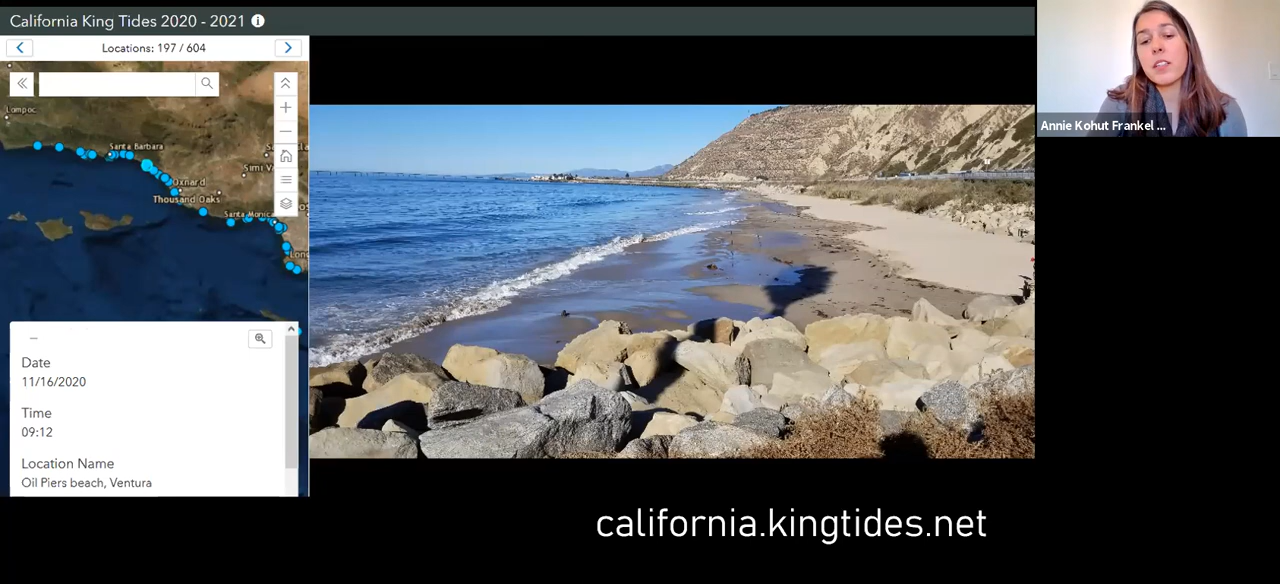 California King Tides 2020 - 2021
Locations: 197 / 604
Lompoc
Santa Barbara
Simi V
Oxnard
Thousand Oaks
Santa Monica
Date
11/16/2020
Time
09:12
Location Name
Oil Piers beach, Ventura
Annie Kohut Frankel ...
california.kingtides.net